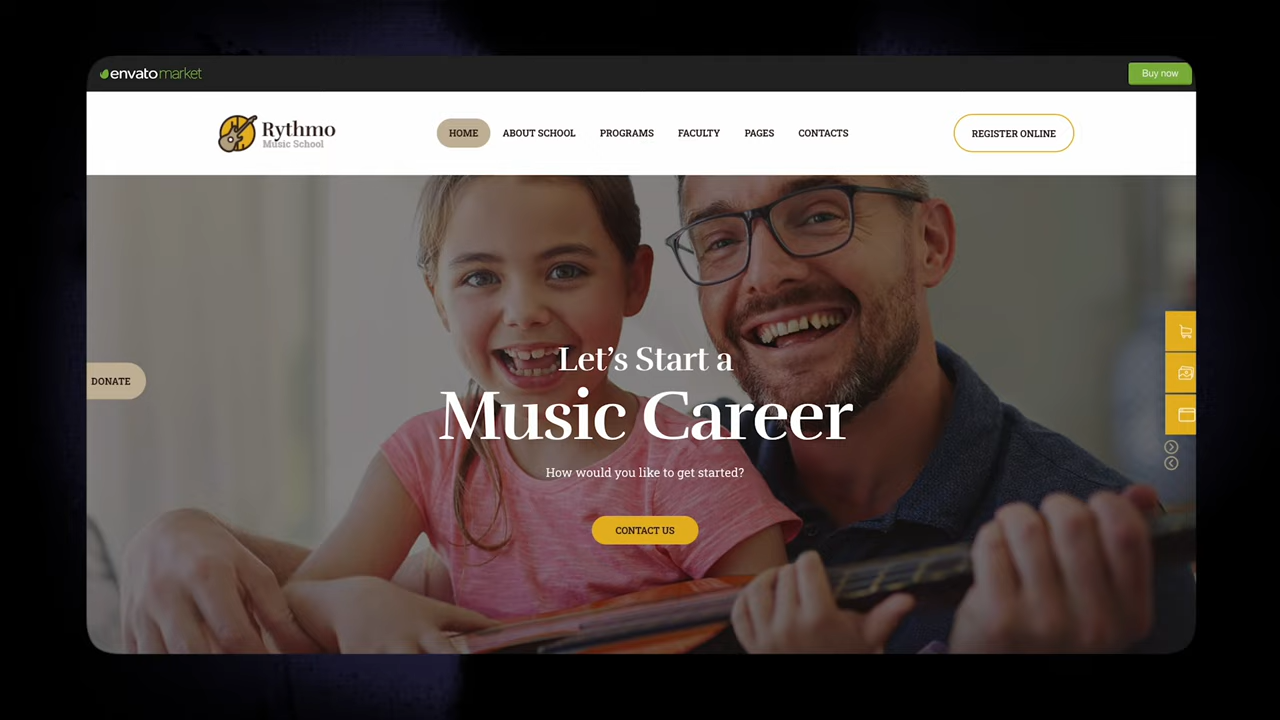 envato market
Buy now
Rythmo
Music School
HOME
ABOUT SCHOOL
PROGRAMS
FACULTY
PAGES
CONTACTS
REGISTER ONLINE
DONATE
Let's Start a
Music Career
How would you like to get started?
CONTACT US